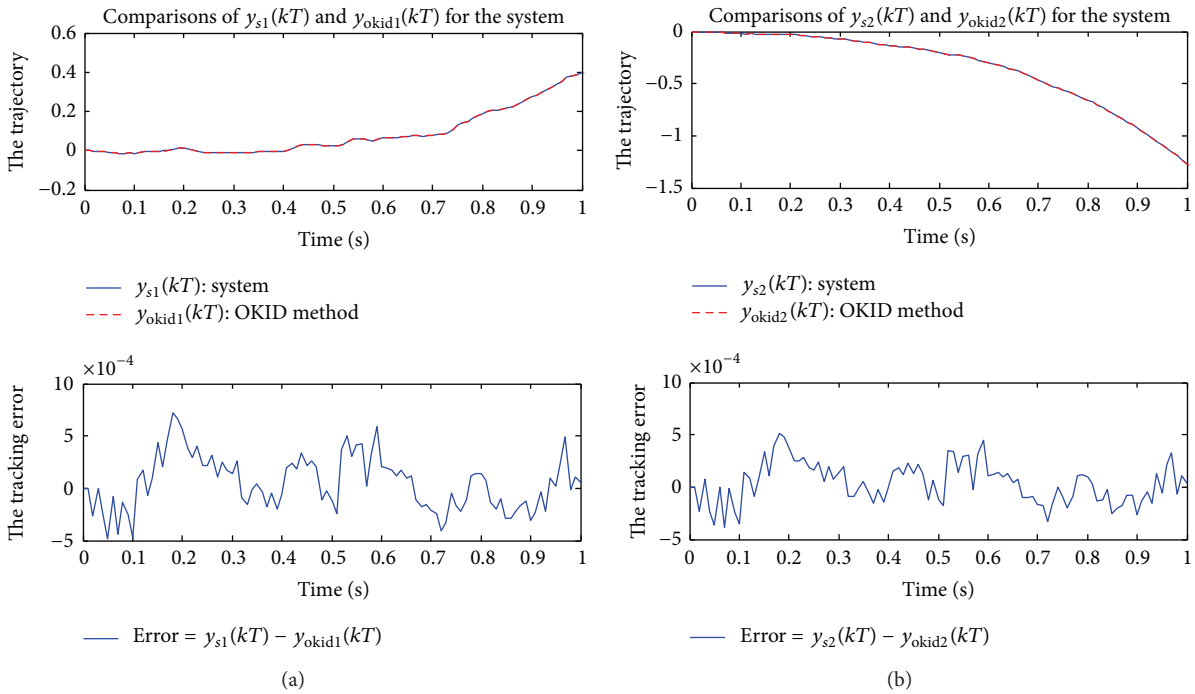 Comparisons of y_s1(kT) and y_okid1(kT) for the system
0.6
0.4
0.2
0
−0.2
The trajectory
0 0.1 0.2 0.3 0.4 0.5 0.6 0.7 0.8 0.9 1
Time (s)
y_s1(kT): system
y_okid1(kT): OKID method
×10^−4
10
5
0
−5
The tracking error
0 0.1 0.2 0.3 0.4 0.5 0.6 0.7 0.8 0.9 1
Time (s)
Error = y_s1(kT) − y_okid1(kT)
(a)
Comparisons of y_s2(kT) and y_okid2(kT) for the system
0
−0.5
−1
−1.5
The trajectory
0 0.1 0.2 0.3 0.4 0.5 0.6 0.7 0.8 0.9 1
Time (s)
y_s2(kT): system
y_okid2(kT): OKID method
×10^−4
10
5
0
−5
The tracking error
0 0.1 0.2 0.3 0.4 0.5 0.6 0.7 0.8 0.9 1
Time (s)
Error = y_s2(kT) − y_okid2(kT)
(b)